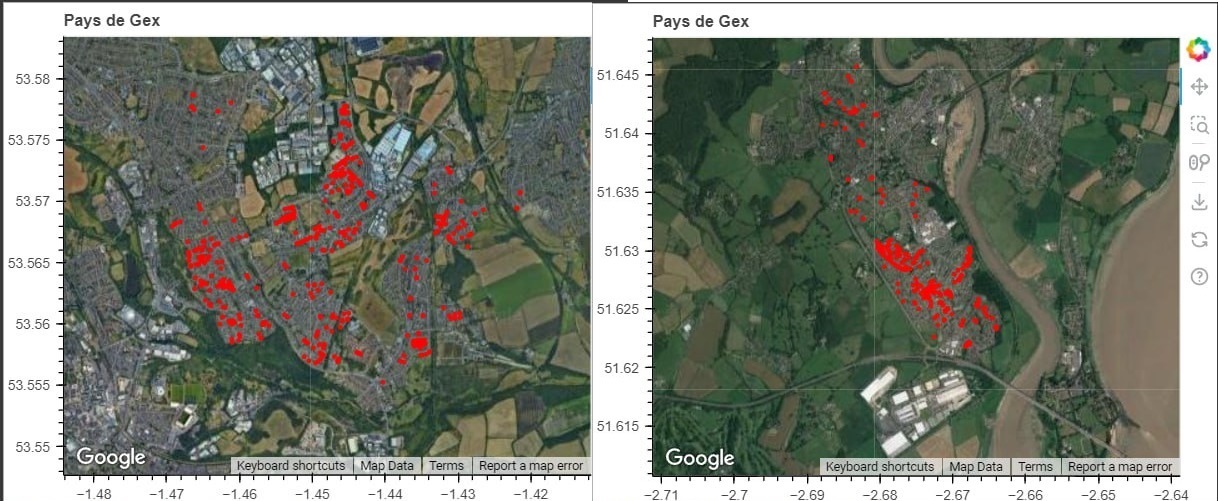 Pays de Gex
53.58
53.575
53.57
53.565
53.56
53.555
53.55
Google
Keyboard shortcuts
Map Data
Terms
Report a map error
−1.48
−1.47
−1.46
−1.45
−1.44
−1.43
−1.42
Pays de Gex
51.645
51.64
51.635
51.63
51.625
51.62
51.615
Google
Keyboard shortcuts
Map Data
Terms
Report a map error
−2.71
−2.7
−2.69
−2.68
−2.67
−2.66
−2.65
−2.64